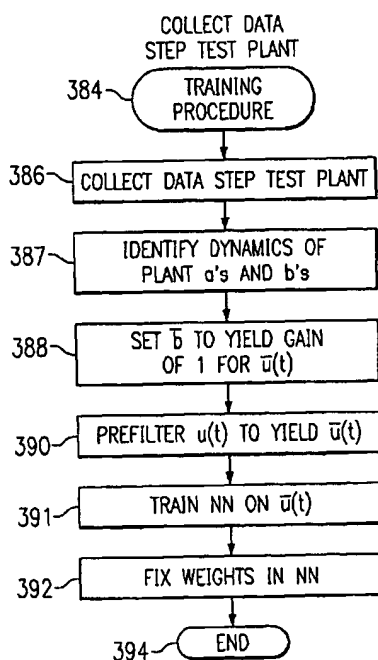 COLLECT DATA
STEP TEST PLANT
384
TRAINING
PROCEDURE
386
COLLECT DATA STEP TEST PLANT
387
IDENTIFY DYNAMICS OF
PLANT a's AND b's
388
SET b̅ TO YIELD GAIN
OF 1 FOR u̅(t)
390
PREFILTER u(t) TO YIELD u̅(t)
391
TRAIN NN ON u̅(t)
392
FIX WEIGHTS IN NN
394
END